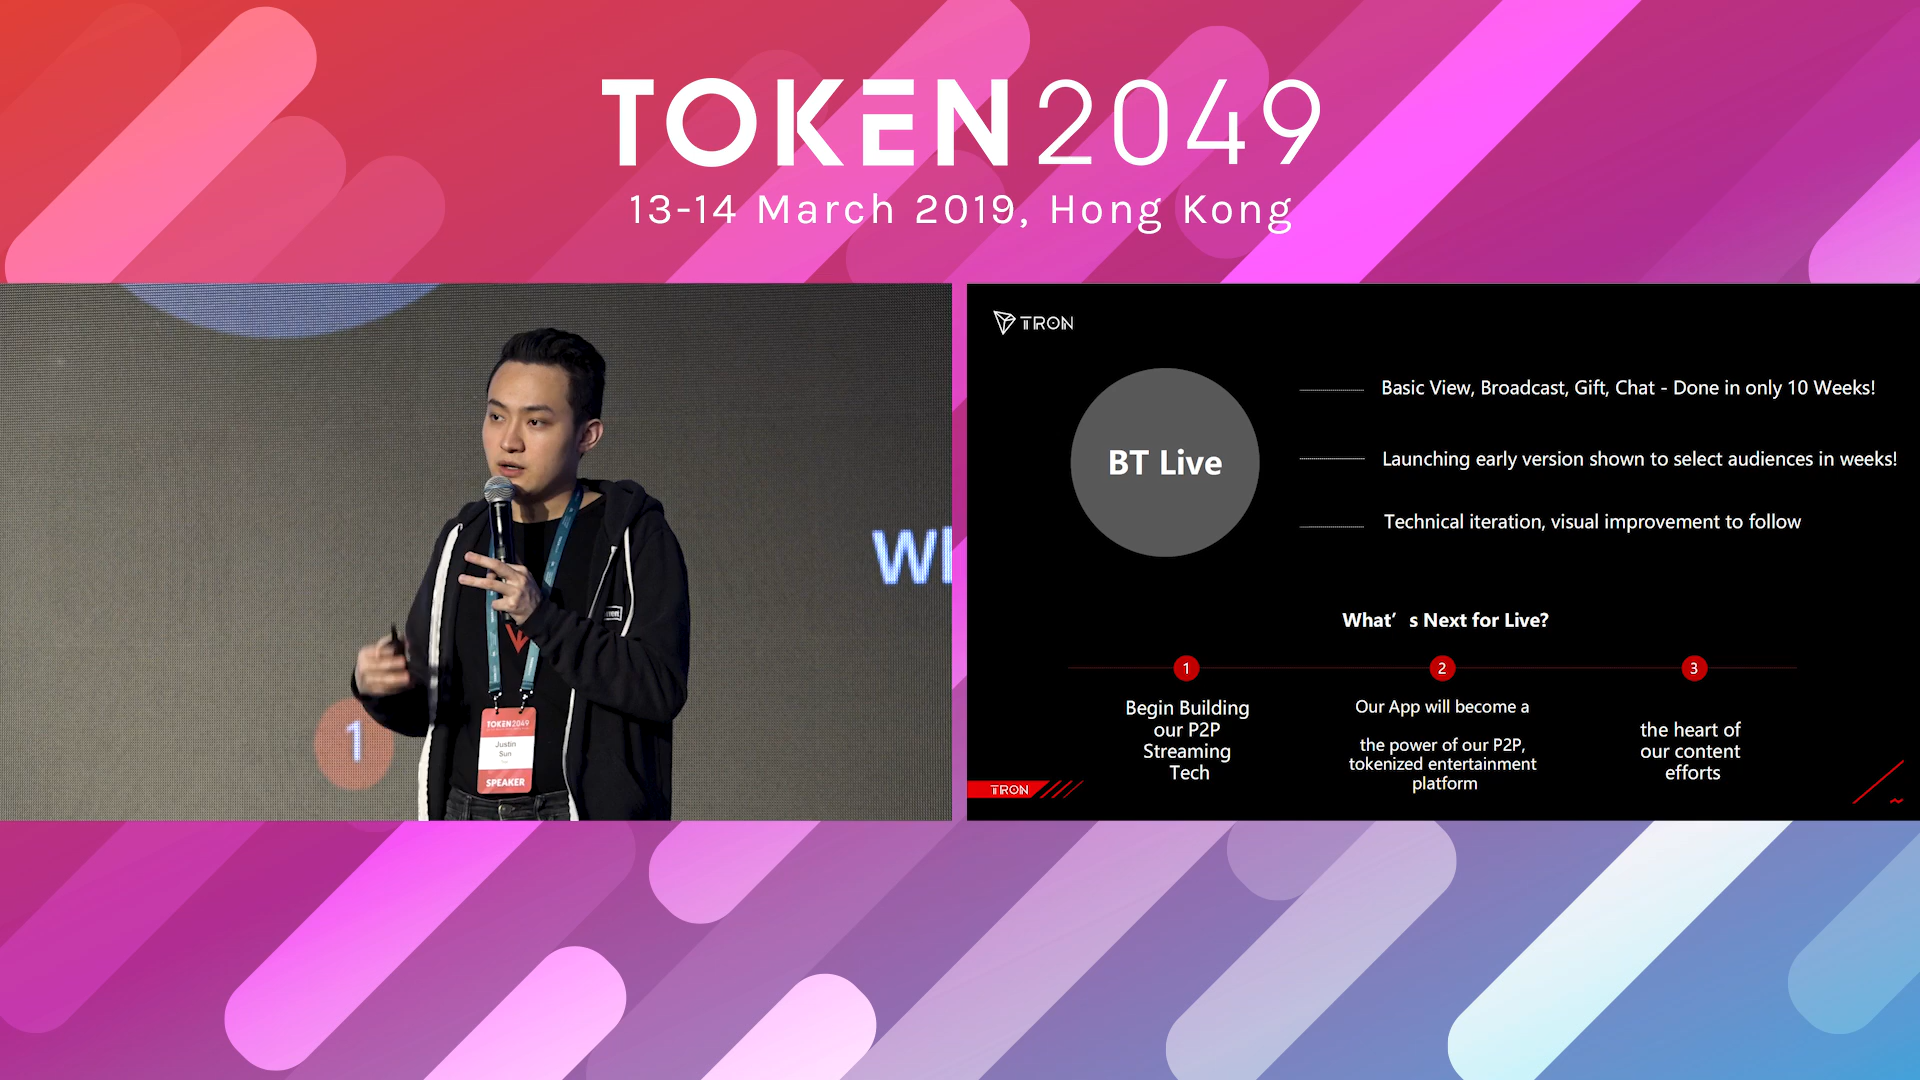 TOKEN2049
13-14 March 2019, Hong Kong
1
TOKEN2049
Justin
Sun
SPEAKER
TRON
BT Live
Basic View, Broadcast, Gift, Chat - Done in only 10 Weeks!
Launching early version shown to select audiences in weeks!
Technical iteration, visual improvement to follow
What’ s Next for Live?
1
Begin Building
our P2P
Streaming
Tech
2
Our App will become a
the power of our P2P,
tokenized entertainment
platform
3
the heart of
our content
efforts
TRON